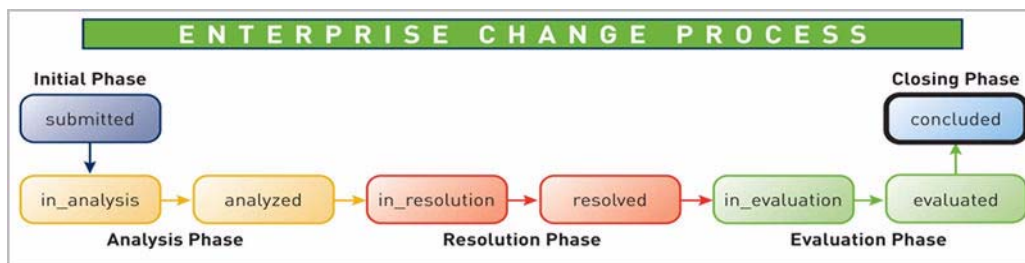 ENTERPRISE CHANGE PROCESS
Initial Phase
Closing Phase
submitted
concluded
in_analysis
analyzed
in_resolution
resolved
in_evaluation
evaluated
Analysis Phase
Resolution Phase
Evaluation Phase